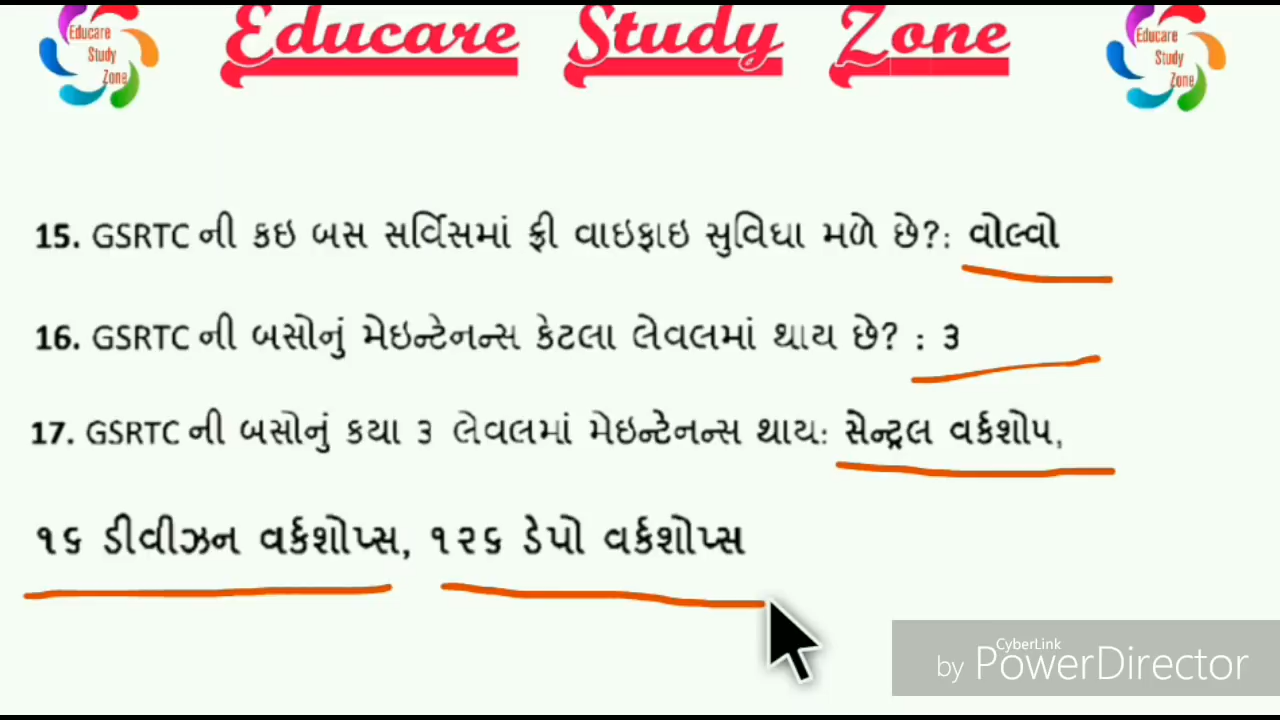 Educare Study Zone
Educare Study Zone
Educare Study Zone
15. GSRTC ની કઇ બસ સર્વિસમાં ફ્રી વાઇફાઇ સુવિધા મળે છે?: વોલ્વો
16. GSRTC ની બસોનું મેઇન્ટેનન્સ કેટલા લેવલમાં થાય છે? : ૩
17. GSRTC ની બસોનું કયા ૩ લેવલમાં મેઇન્ટેનન્સ થાય: સેન્ટ્રલ વર્કશોપ,
૧૬ ડીવીઝન વર્કશોપ્સ, ૧૨૬ ડેપો વર્કશોપ્સ
CyberLink
by PowerDirector